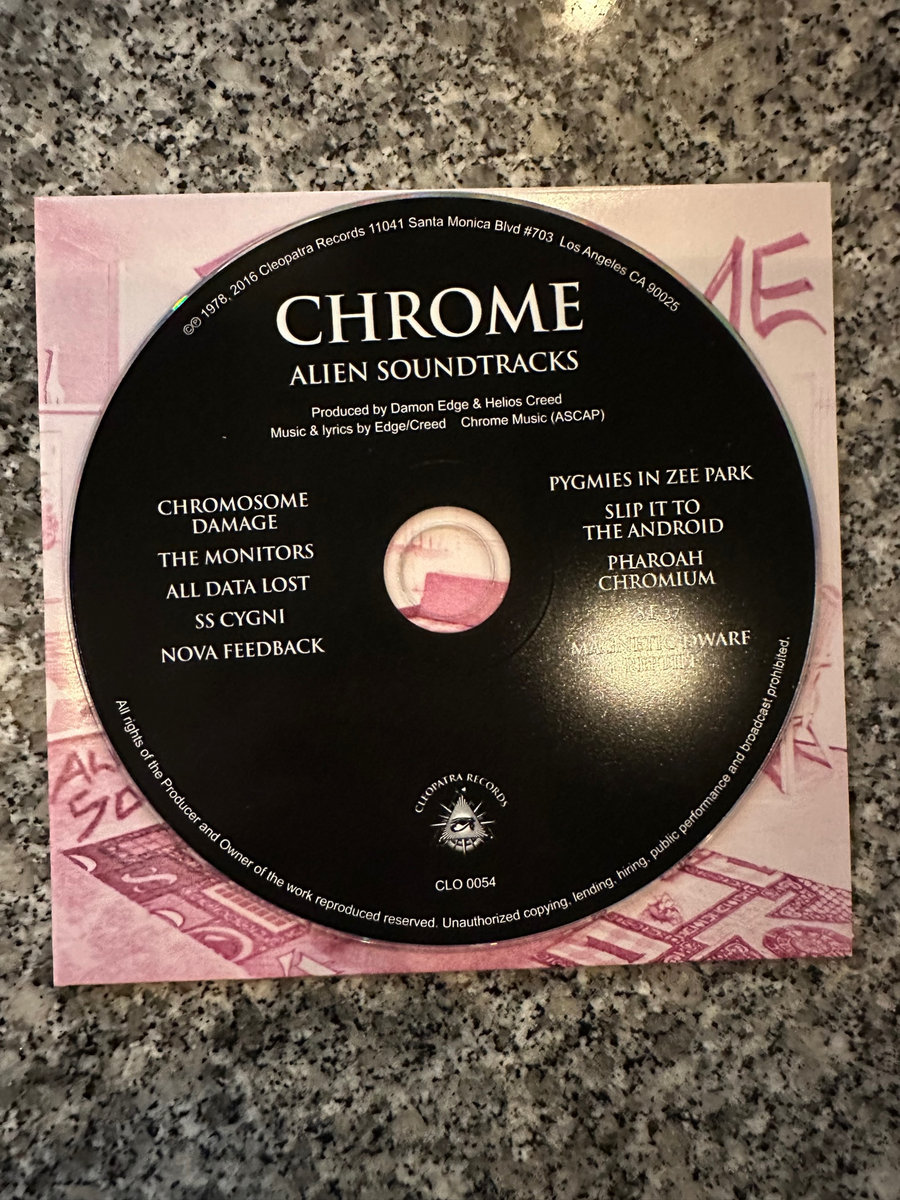 ©℗ 1978, 2016 Cleopatra Records 11041 Santa Monica Blvd #703 Los Angeles CA 90025
CHROME
ALIEN SOUNDTRACKS
Produced by Damon Edge & Helios Creed
Music & lyrics by Edge/Creed Chrome Music (ASCAP)
CHROMOSOME
DAMAGE
THE MONITORS
ALL DATA LOST
SS CYGNI
NOVA FEEDBACK
PYGMIES IN ZEE PARK
SLIP IT TO
THE ANDROID
PHAROAH
CHROMIUM
DWARF
CLEOPATRA RECORDS
CLO 0054
All rights of the Producer and Owner of the work reproduced reserved. Unauthorized copying, lending, hiring, public performance and broadcast prohibited.